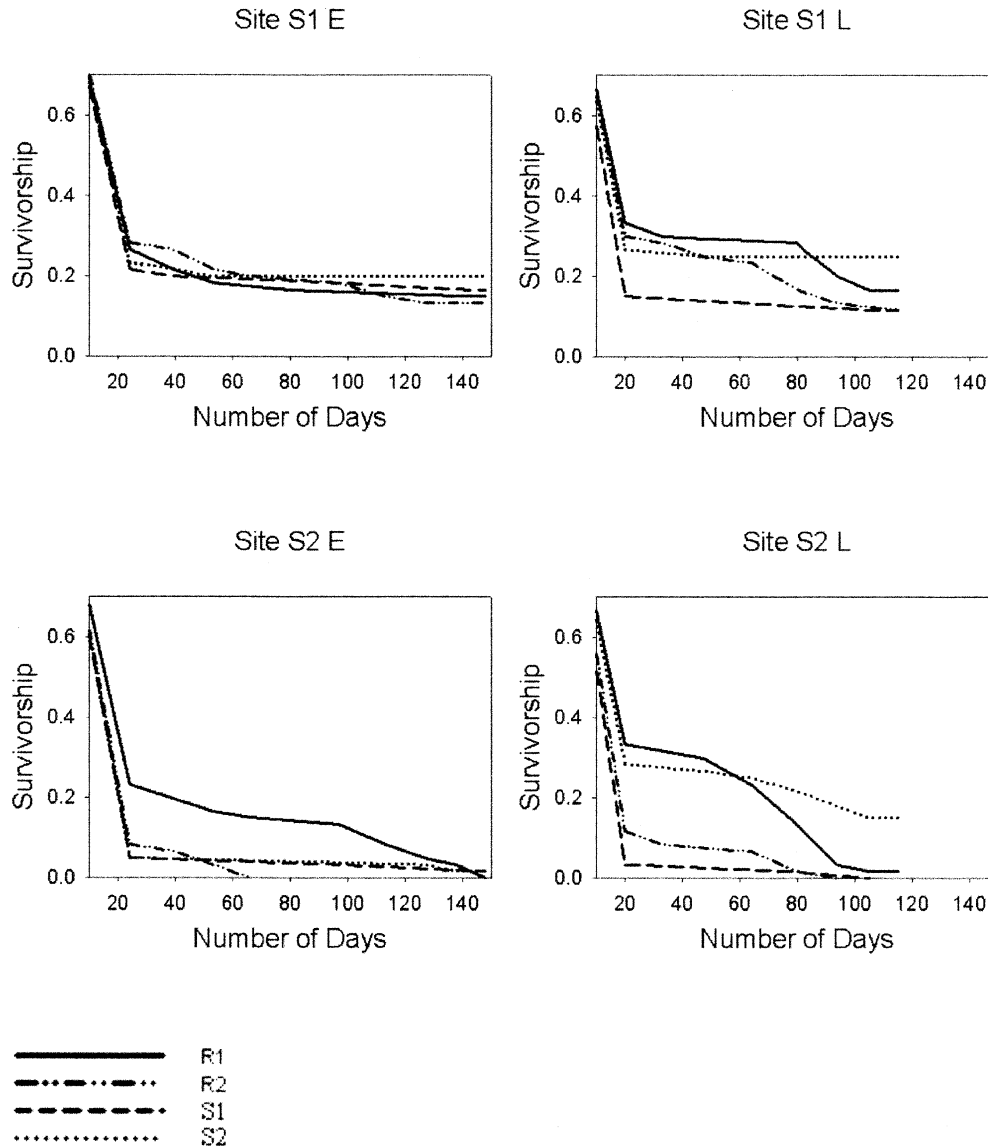 Site S1 E
Site S1 L
Survivorship
0.6
0.4
0.2
0.0
20 40 60 80 100 120 140
Number of Days
Survivorship
0.6
0.4
0.2
0.0
20 40 60 80 100 120 140
Number of Days
Site S2 E
Site S2 L
Survivorship
0.6
0.4
0.2
0.0
20 40 60 80 100 120 140
Number of Days
Survivorship
0.6
0.4
0.2
0.0
20 40 60 80 100 120 140
Number of Days
R1
R2
S1
S2